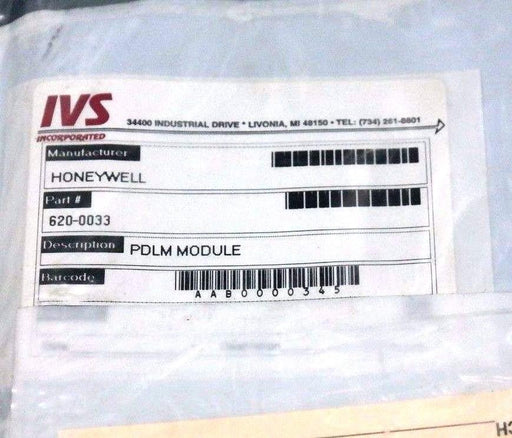 IVS
INCORPORATED
34400 INDUSTRIAL DRIVE * LIVONIA, MI 48150 • TEL: (734) 261-8801
Manufacturer
HONEYWELL
Part #
620-0033
Description PDLM MODULE
Barcode
AAB0000345